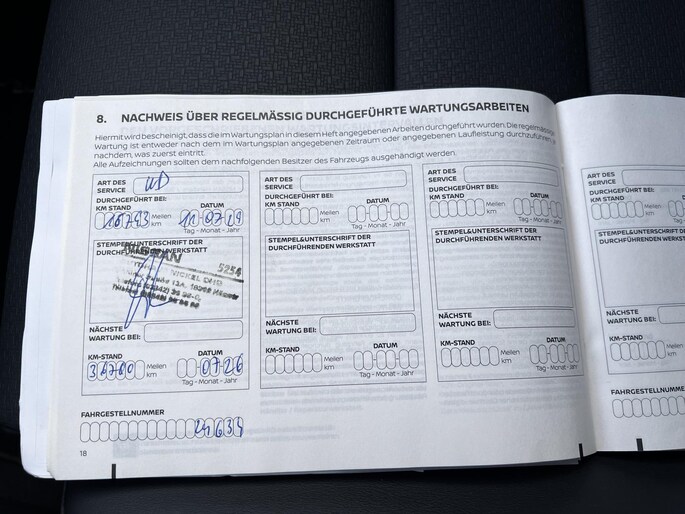 8. NACHWEIS ÜBER REGELMÄSSIG DURCHGEFÜHRTE WARTUNGSARBEITEN
Hiermit wird bescheinigt, dass die im Wartungsplan in diesem Heft angegebenen Arbeiten durchgeführt wurden. Die regelmässige
Wartung ist entweder nach dem im Wartungsplan angegebenen Zeitraum oder angegebenen Laufleistung durchzuführen, je
nachdem, was zuerst eintritt.
Alle Aufzeichnungen sollten dem nachfolgenden Besitzer des Fahrzeugs ausgehändigt werden.
ART DES
SERVICE
DURCHGEFÜHRT BEI:
KM STAND DATUM
16743 Meilen
km
Tag - Monat - Jahr
STEMPEL&UNTERSCHRIFT DER
NISSAN 5254
NICKEL OHG
NÄCHSTE
WARTUNG BEI:
KM-STAND DATUM
Meilen 07 26
km
Tag - Monat - Jahr
FAHRGESTELLNUMMER
18
ART DES
SERVICE
DURCHGEFÜHRT BEI:
KM STAND DATUM
Meilen
km
Tag - Monat - Jahr
STEMPEL&UNTERSCHRIFT DER
DURCHFÜHRENDEN WERKSTATT
NÄCHSTE
WARTUNG BEI:
KM-STAND DATUM
Meilen
km
Tag - Monat - Jahr
ART DES
SERVICE
DURCHGEFÜHRT BEI:
KM STAND DATUM
Meilen
km
Tag - Monat - Jahr
STEMPEL&UNTERSCHRIFT DER
DURCHFÜHRENDEN WERKSTATT
NÄCHSTE
WARTUNG BEI:
KM-STAND DATUM
Meilen
km
Tag - Monat - Jahr
ART DES
SERVICE
DURCHGEFÜHRT BEI:
KM STAND
Meilen
km
STEMPEL&UNTERSCHRIFT DER
DURCHFÜHRENDEN WERKSTATT
NÄCHSTE
WARTUNG BEI:
KM-STAND
Meilen
km
FAHRGESTELLNUMMER